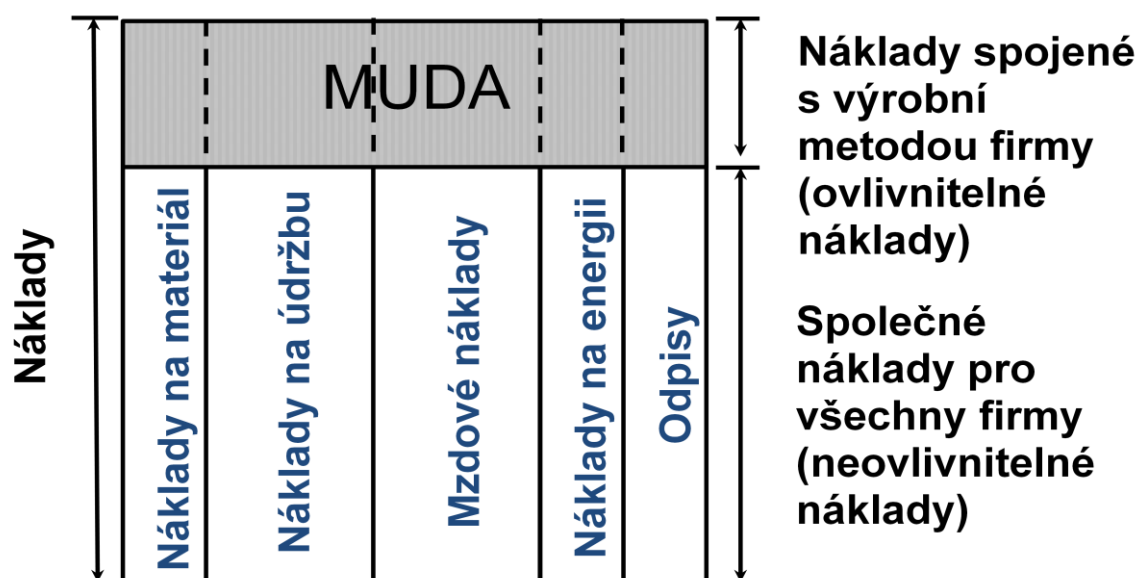 Náklady
MUDA
Náklady na materiál
Náklady na údržbu
Mzdové náklady
Náklady na energii
Odpisy
Náklady spojené
s výrobní
metodou firmy
(ovlivnitelné
náklady)
Společné
náklady pro
všechny firmy
(neovlivnitelné
náklady)